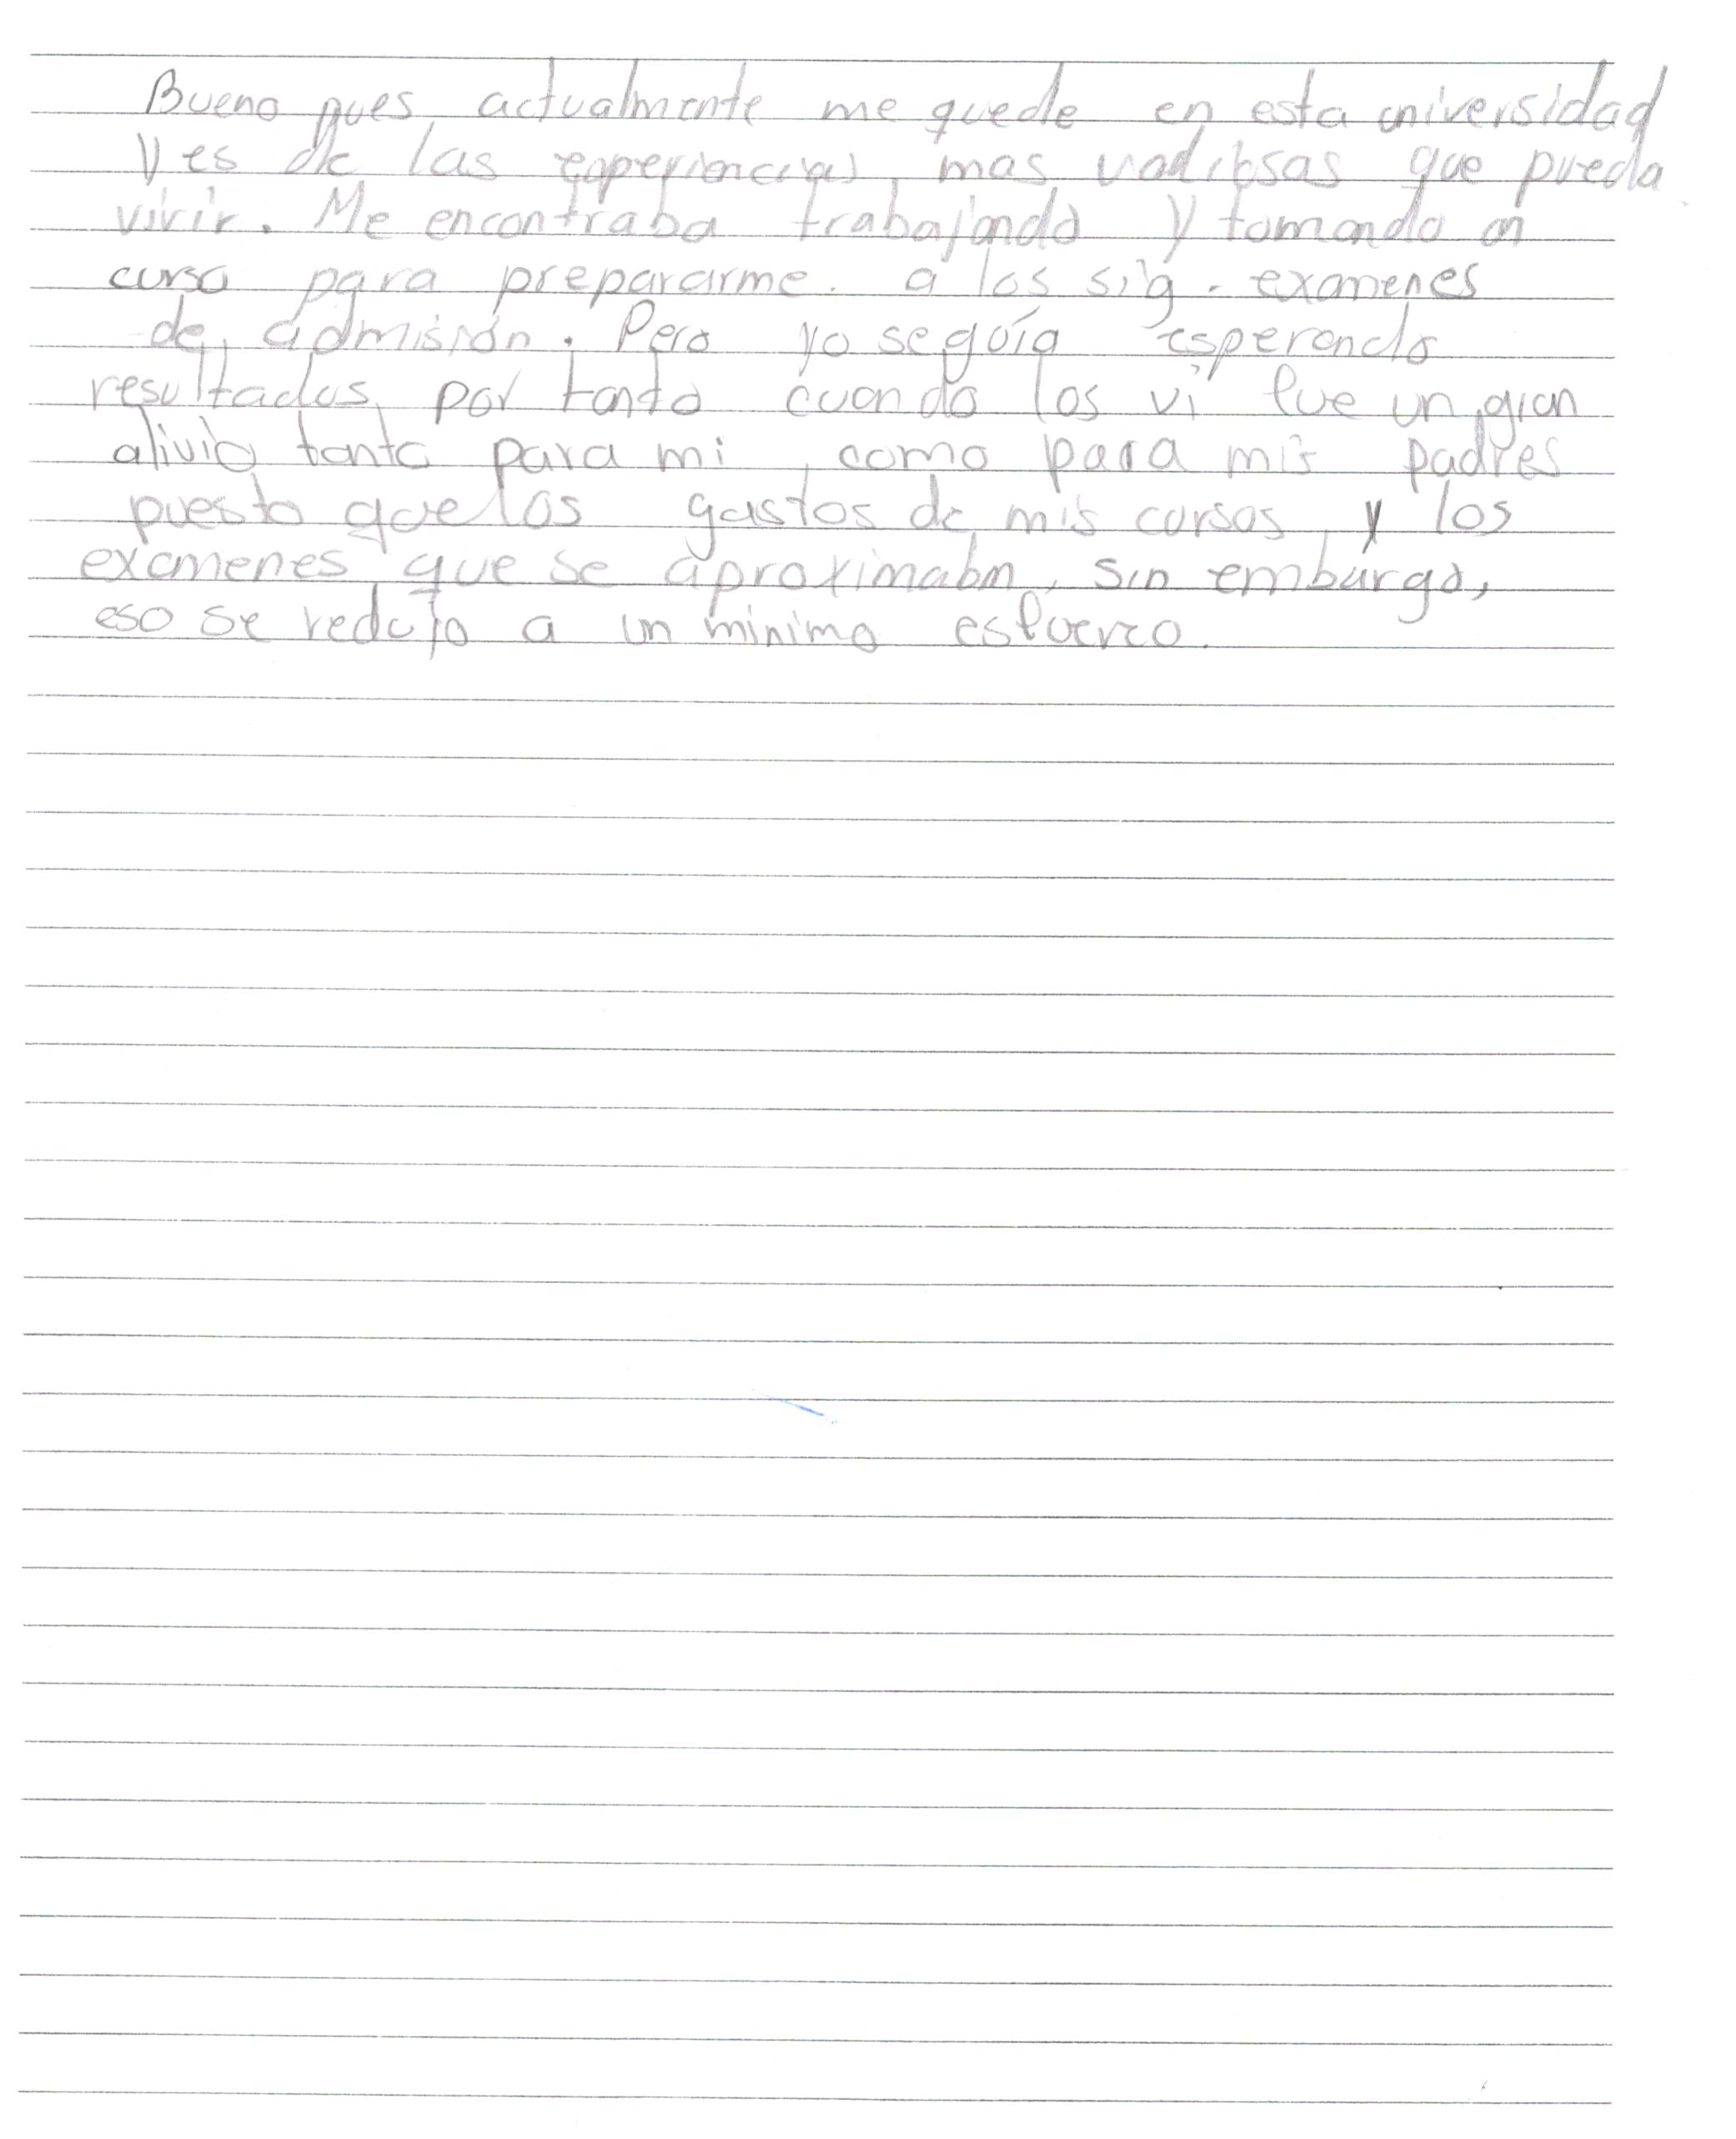 Bueno pues actualmente me quede en esta universidad
y es de las experiencias mas valiosas que pueda
vivir. Me encontraba trabajando y tomando un
curso para prepararme. a los sig. examenes
de admisión. Pero yo seguía esperando
resultados, por tanto cuando los vi fue un gran
alivio tanto para mi, como para mis padres
puesto que los gastos de mis cursos y los
examenes que se aproximabn, sin embargo,
eso se redujo a un minimo esfuerzo.